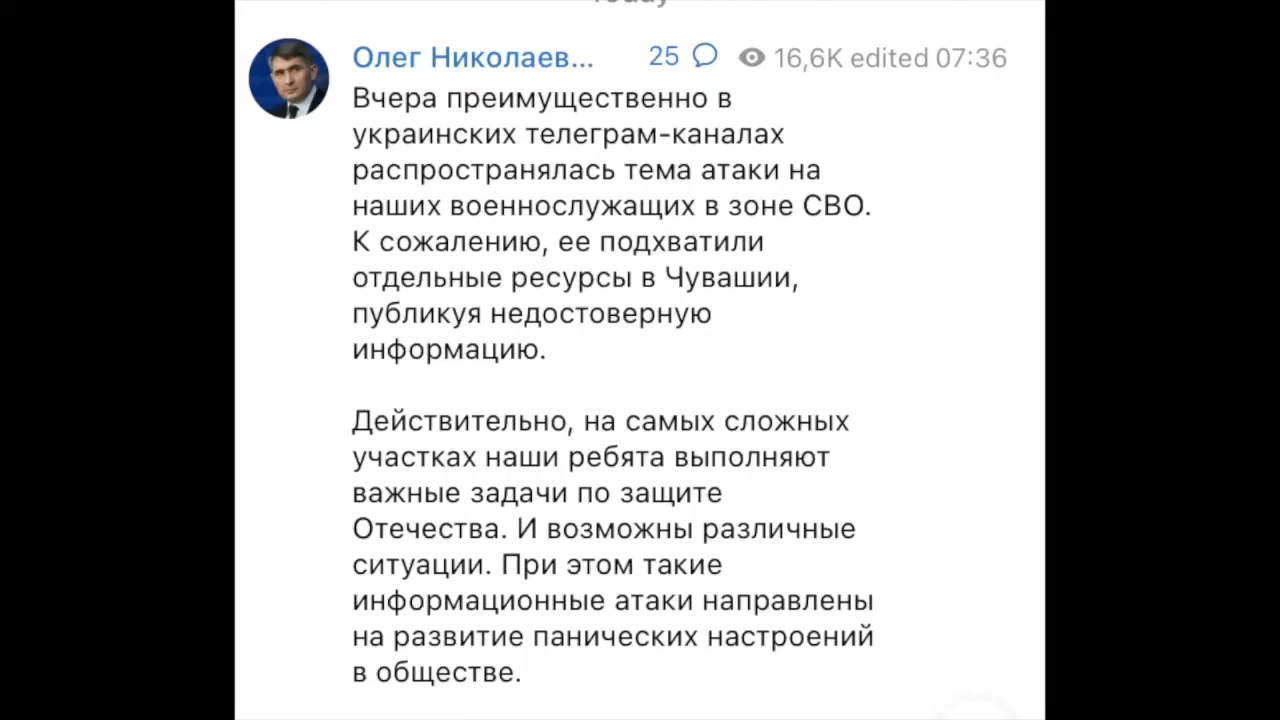 Today
Олег Николаев... 25 16,6K edited 07:36
Вчера преимущественно в
украинских телеграм-каналах
распространялась тема атаки на
наших военнослужащих в зоне СВО.
К сожалению, ее подхватили
отдельные ресурсы в Чувашии,
публикуя недостоверную
информацию.
Действительно, на самых сложных
участках наши ребята выполняют
важные задачи по защите
Отечества. И возможны различные
ситуации. При этом такие
информационные атаки направлены
на развитие панических настроений
в обществе.